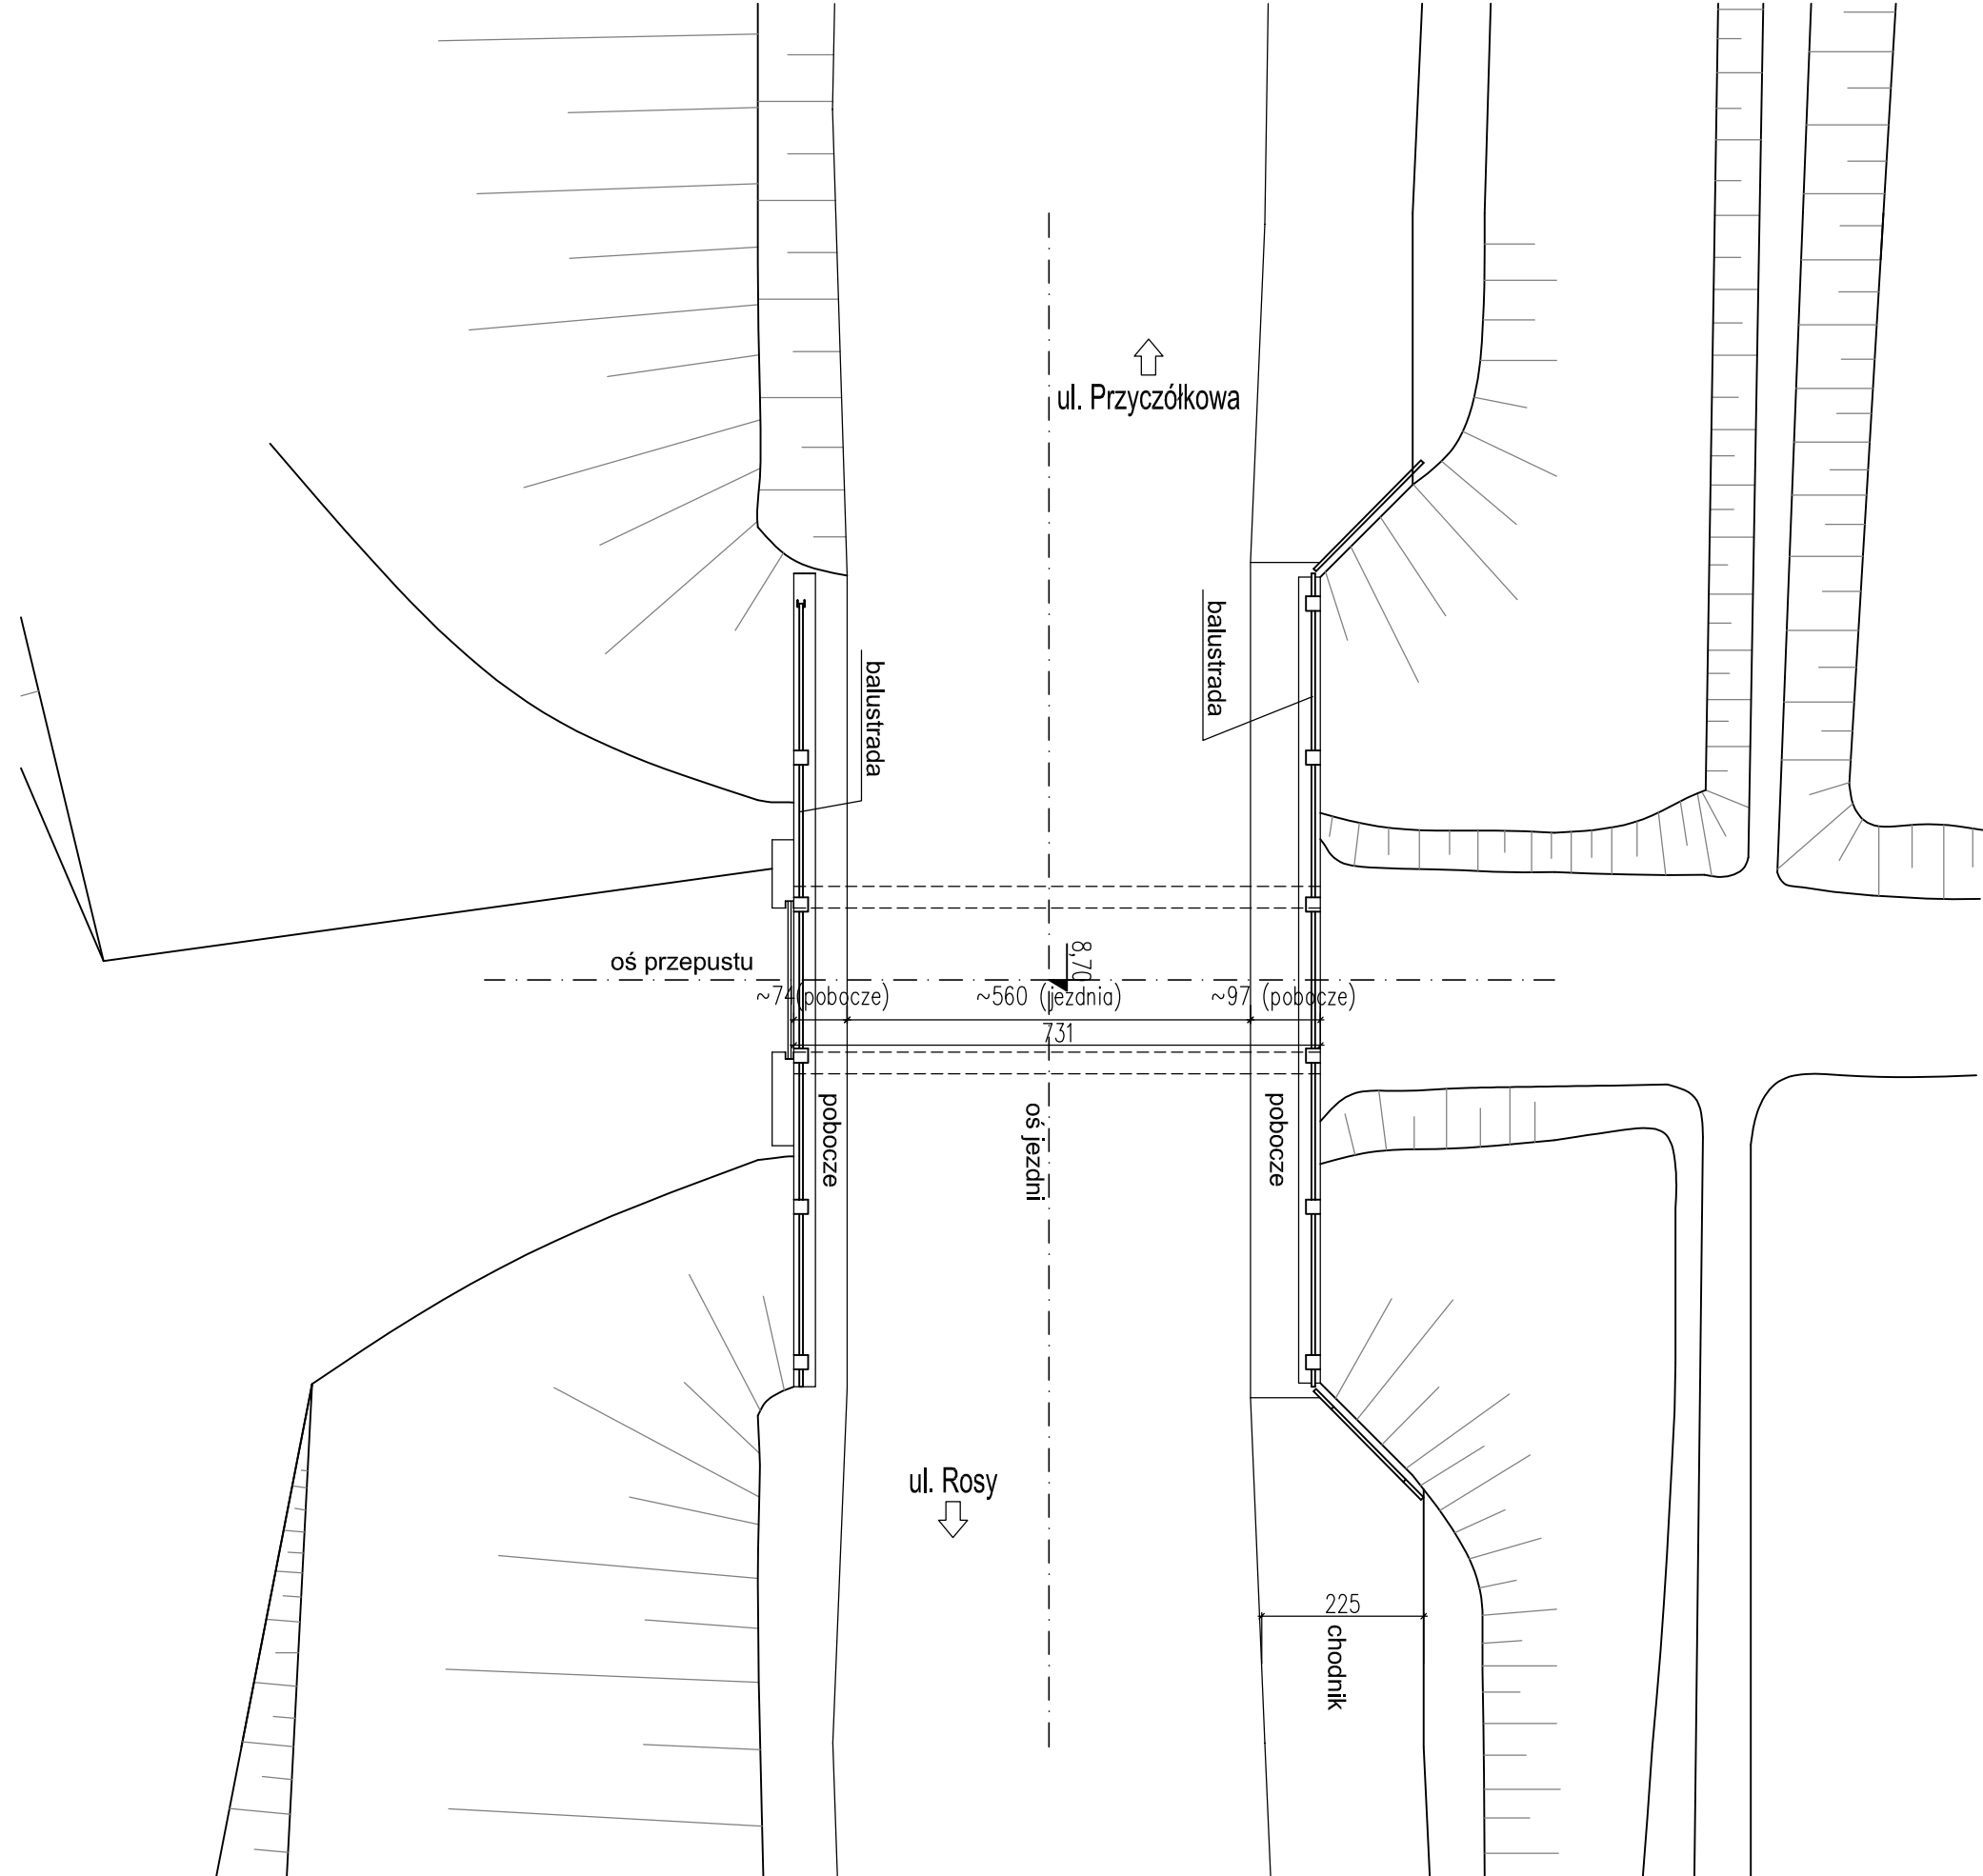 ul. Przyczółkowa
balustrada
balustrada
oś przepustu
8,70
~74(pobocze)
~560 (jezdnia)
~97 (pobocze)
731
pobocze
oś jezdni
pobocze
ul. Rosy
225
chodnik